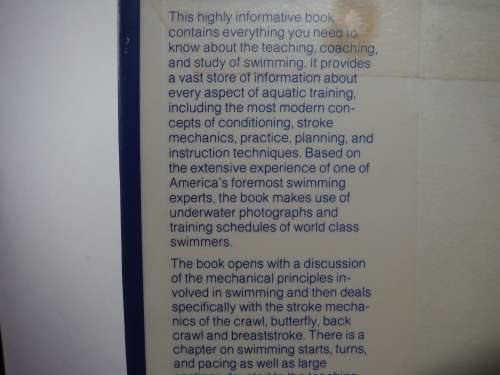 This highly informative book
contains everything you need to
know about the teaching, coaching,
and study of swimming. It provides
a vast store of information about
every aspect of aquatic training,
including the most modern con-
cepts of conditioning, stroke
mechanics, practice, planning, and
instruction techniques. Based on
the extensive experience of one of
America's foremost swimming
experts, the book makes use of
underwater photographs and
training schedules of world class
swimmers.
The book opens with a discussion
of the mechanical principles in-
volved in swimming and then deals
specifically with the stroke mecha-
nics of the crawl, butterfly, back
crawl and breaststroke. There is a
chapter on swimming starts, turns,
and pacing as well as large